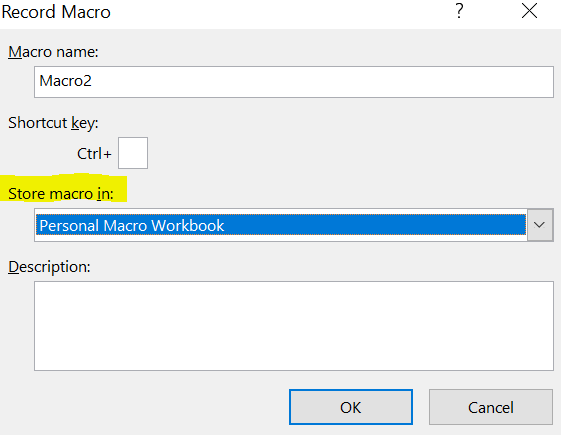 Record Macro ?
Macro name:
Macro2
Shortcut key:
Ctrl+
Store macro in:
Personal Macro Workbook
Description:
OK Cancel